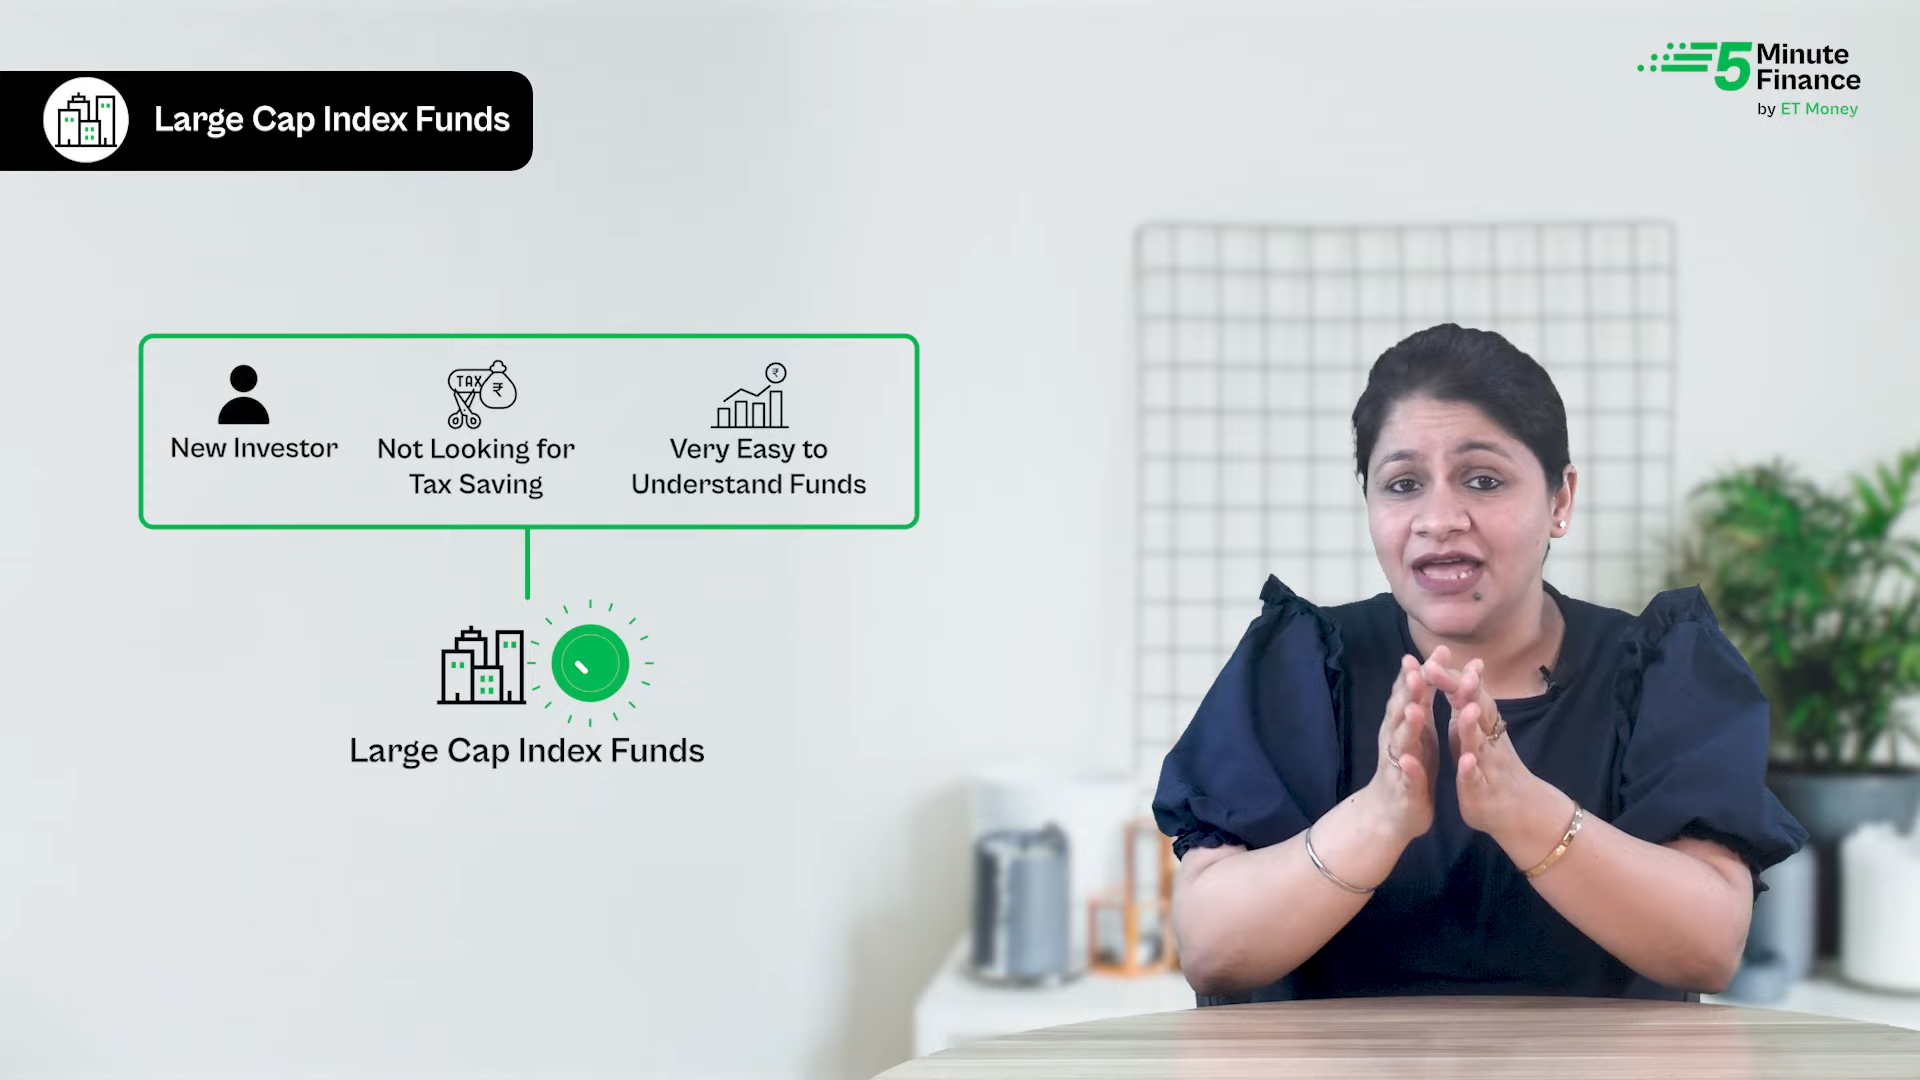 Large Cap Index Funds
5 Minute
Finance
by ET Money
New Investor
TAX
₹
Not Looking for
Tax Saving
₹
Very Easy to
Understand Funds
Large Cap Index Funds